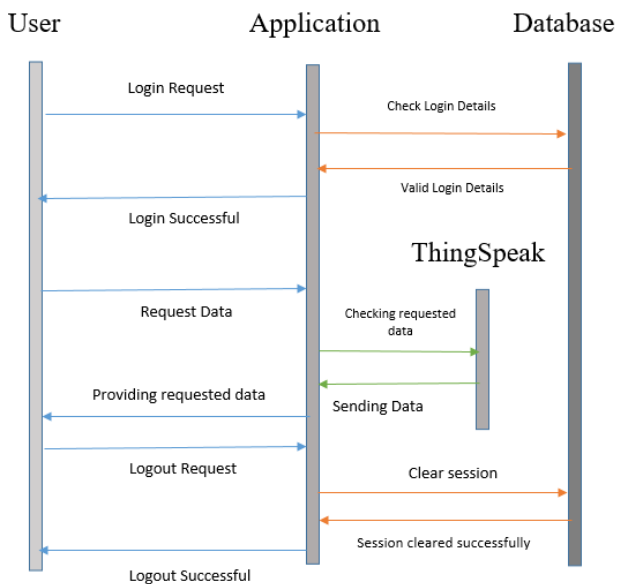 User
Application
Database
Login Request
Check Login Details
Valid Login Details
Login Successful
ThingSpeak
Request Data
Checking requested
data
Providing requested data
Sending Data
Logout Request
Clear session
Session cleared successfully
Logout Successful